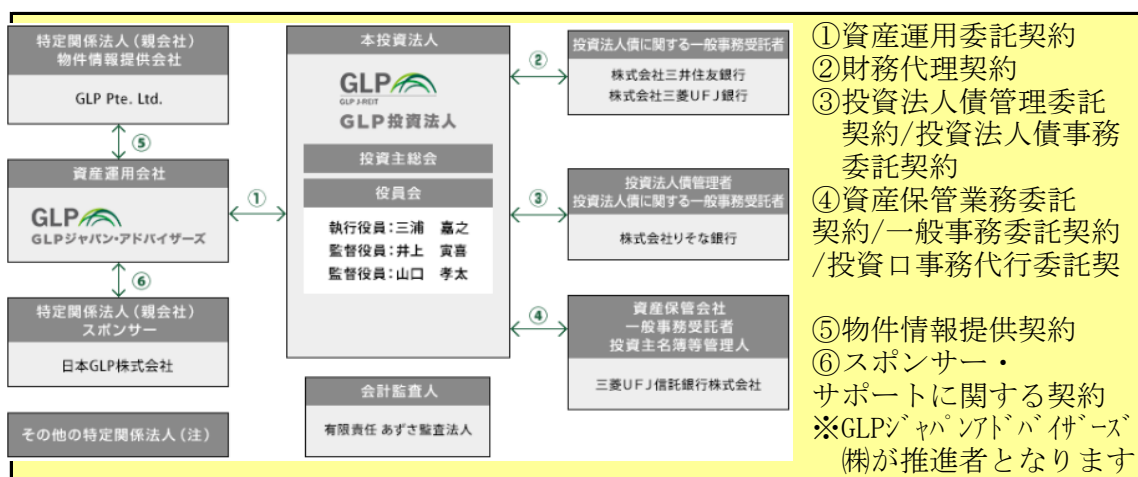 特定関係法人（親会社）
物件情報提供会社
GLP Pte. Ltd.
⑤
資産運用会社
GLP
GLPジャパン・アドバイザーズ
⑥
特定関係法人（親会社）
スポンサー
日本GLP株式会社
その他の特定関係法人（注）
①
本投資法人
GLP
GLP J-REIT
GLP投資法人
投資主総会
役員会
執行役員：三浦　嘉之
監督役員：井上　寅喜
監督役員：山口　孝太
会計監査人
有限責任 あずさ監査法人
②
投資法人債に関する一般事務受託者
株式会社三井住友銀行
株式会社三菱UFJ銀行
③
投資法人債管理者
投資法人債に関する一般事務受託者
株式会社りそな銀行
④
資産保管会社
一般事務受託者
投資主名簿等管理人
三菱UFJ信託銀行株式会社
①資産運用委託契約
②財務代理契約
③投資法人債管理委託
契約/投資法人債事務
委託契約
④資産保管業務委託
契約/一般事務委託契約
/投資口事務代行委託契
⑤物件情報提供契約
⑥スポンサー・
サポートに関する契約
※GLPｼﾞｬﾊﾟﾝｱﾄﾞﾊﾞｲｻﾞｰｽﾞ
㈱が推進者となります